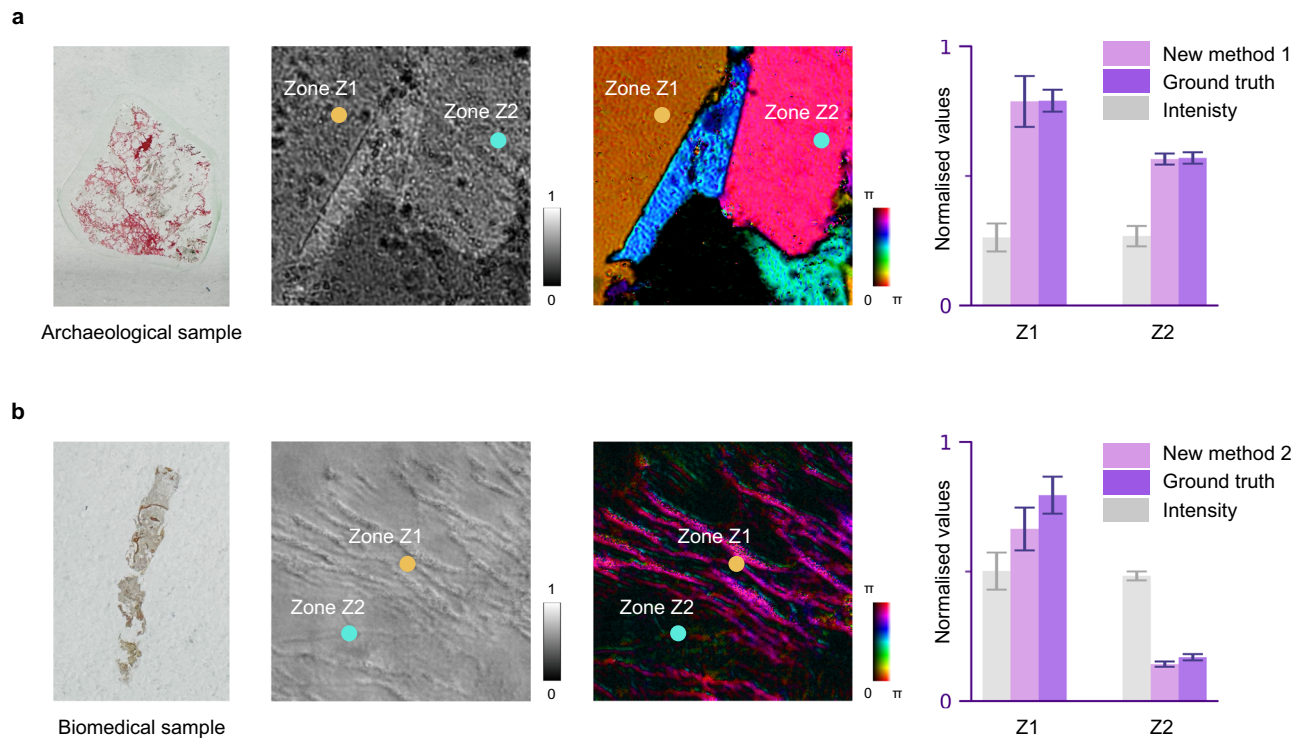 a
Archaeological sample
Zone Z1
Zone Z2
1
0
Zone Z1
Zone Z2
π
0 π
Normalised values
1
0
Z1 Z2
New method 1
Ground truth
Intenisty
b
Biomedical sample
Zone Z1
Zone Z2
1
0
Zone Z1
Zone Z2
π
0 π
Normalised values
1
0
Z1 Z2
New method 2
Ground truth
Intensity